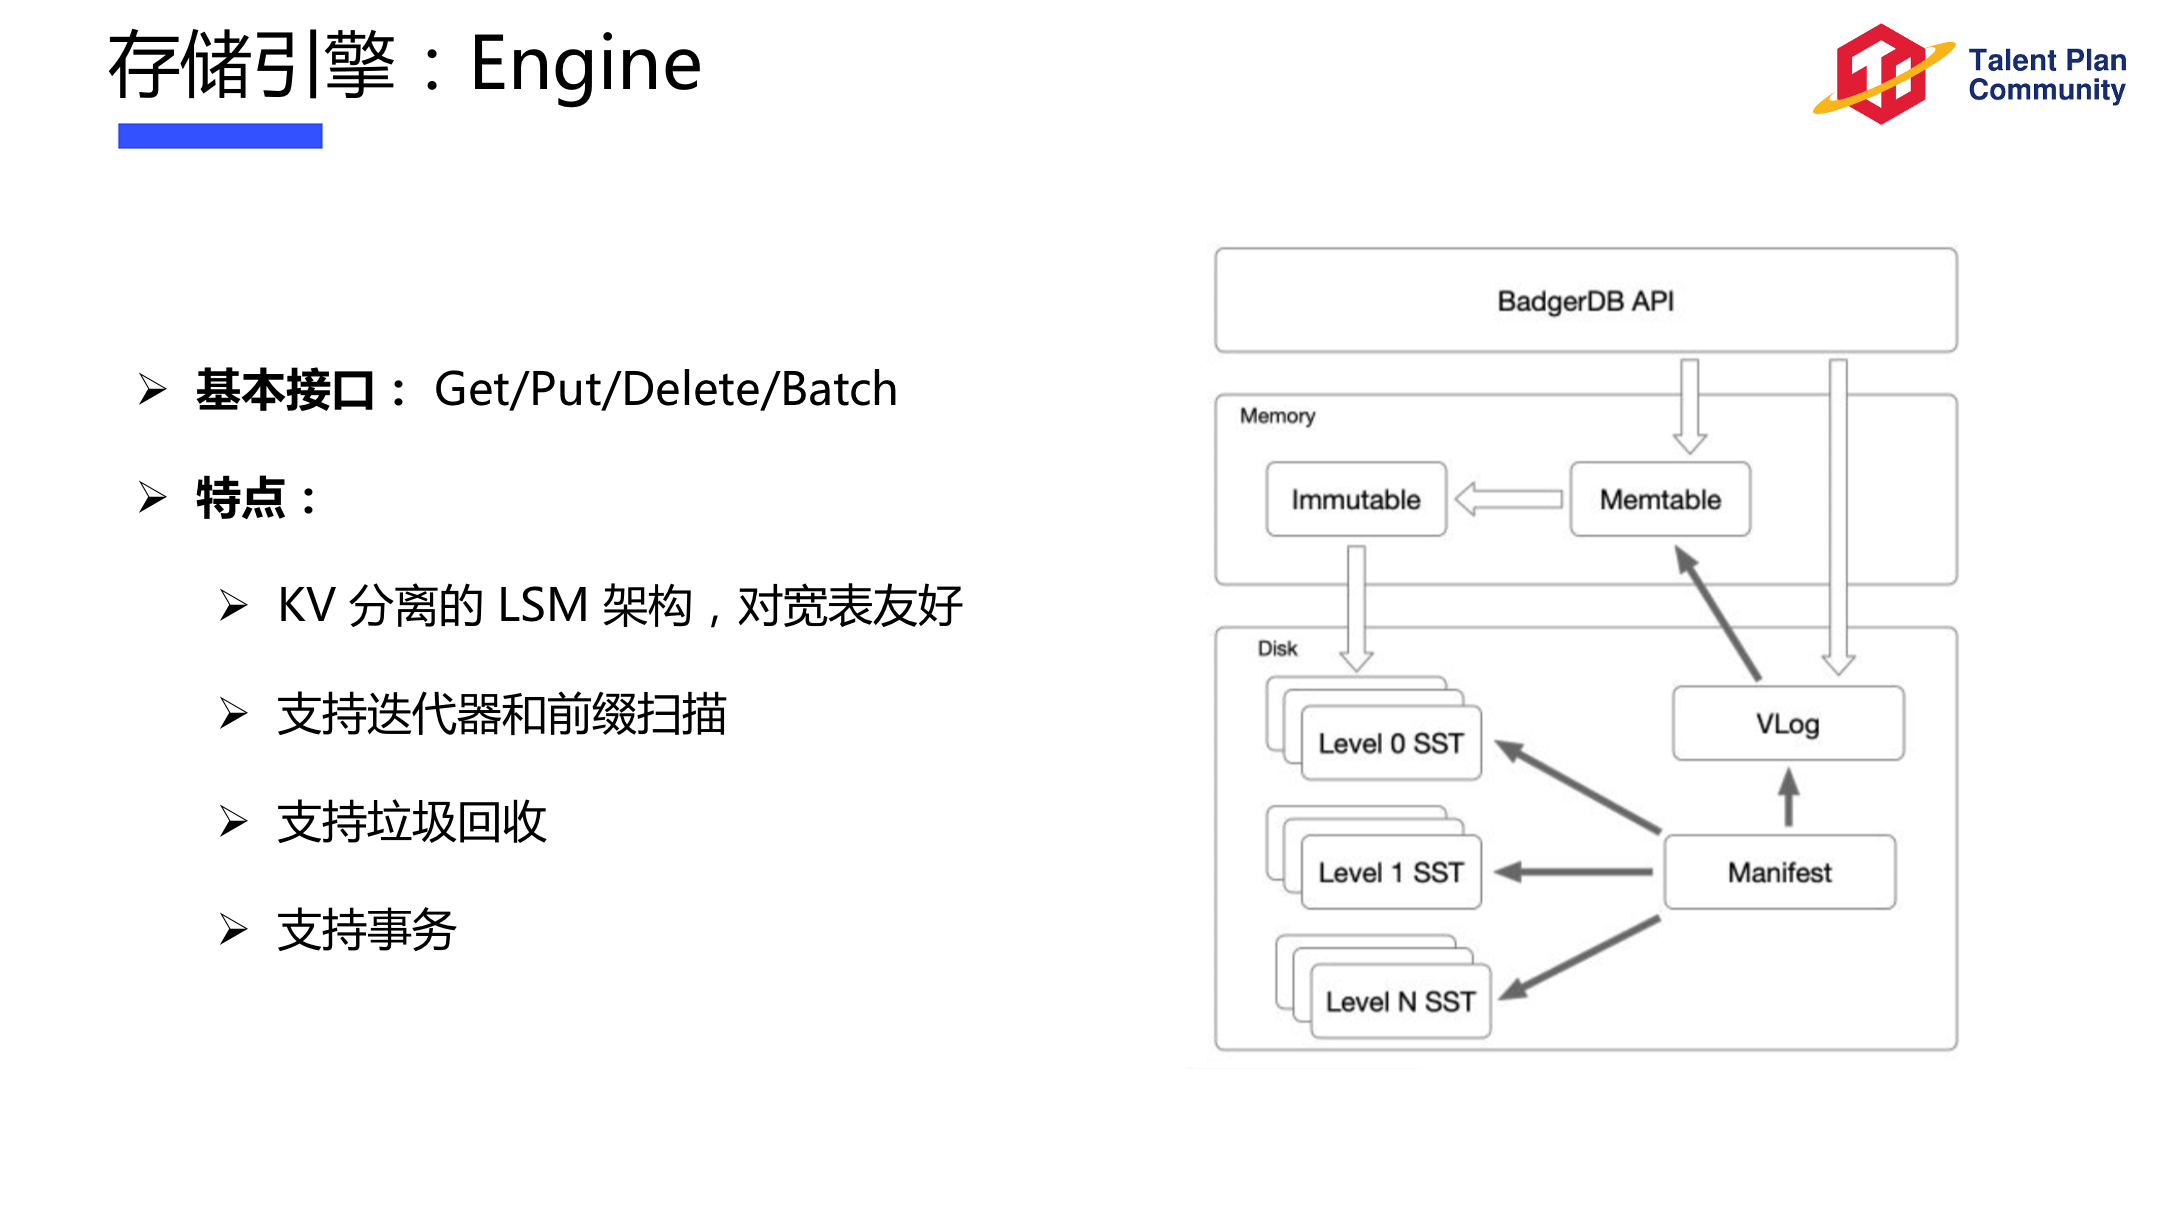 存储引擎：Engine
Talent Plan
Community
基本接口： Get/Put/Delete/Batch
特点：
KV 分离的 LSM 架构，对宽表友好
支持迭代器和前缀扫描
支持垃圾回收
支持事务
BadgerDB API
Memory
Immutable
Memtable
Disk
Level 0 SST
VLog
Level 1 SST
Manifest
Level N SST